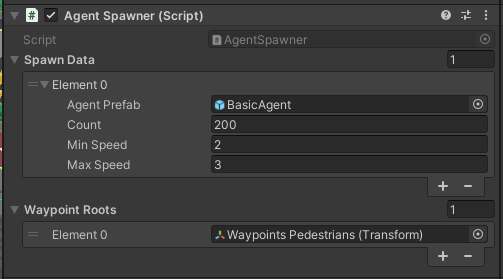 Agent Spawner (Script)
Script AgentSpawner
Spawn Data 1
Element 0
Agent Prefab BasicAgent
Count 200
Min Speed 2
Max Speed 3
+ −
Waypoint Roots 1
Element 0 Waypoints Pedestrians (Transform)
+ −